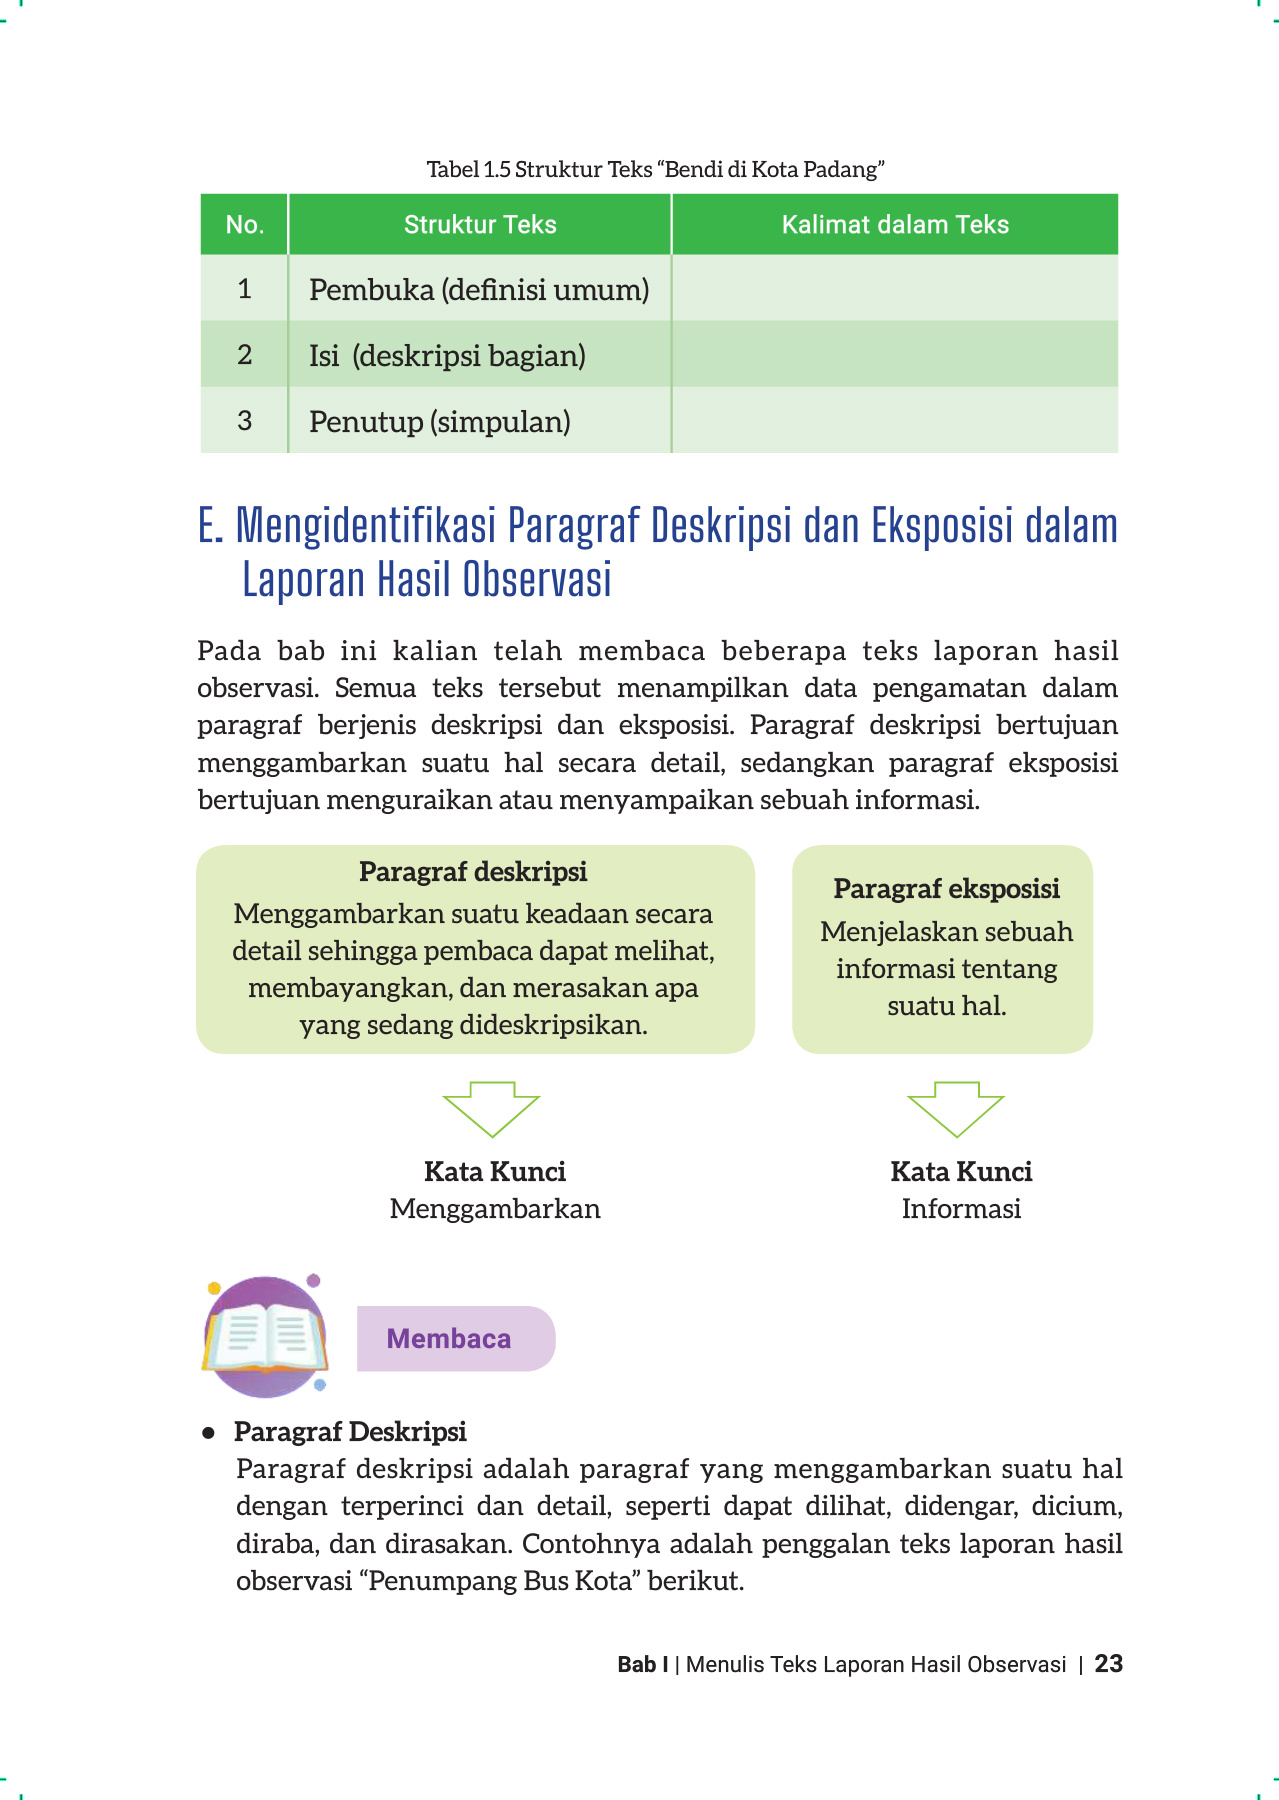 Tabel 1.5 Struktur Teks “Bendi di Kota Padang”
No. Struktur Teks Kalimat dalam Teks
1 Pembuka (definisi umum)
2 Isi (deskripsi bagian)
3 Penutup (simpulan)
E. Mengidentifikasi Paragraf Deskripsi dan Eksposisi dalam
Laporan Hasil Observasi
Pada bab ini kalian telah membaca beberapa teks laporan hasil
observasi. Semua teks tersebut menampilkan data pengamatan dalam
paragraf berjenis deskripsi dan eksposisi. Paragraf deskripsi bertujuan
menggambarkan suatu hal secara detail, sedangkan paragraf eksposisi
bertujuan menguraikan atau menyampaikan sebuah informasi.
Paragraf deskripsi
Menggambarkan suatu keadaan secara
detail sehingga pembaca dapat melihat,
membayangkan, dan merasakan apa
yang sedang dideskripsikan.
Paragraf eksposisi
Menjelaskan sebuah
informasi tentang
suatu hal.
Kata Kunci
Menggambarkan
Kata Kunci
Informasi
Membaca
● Paragraf Deskripsi
Paragraf deskripsi adalah paragraf yang menggambarkan suatu hal
dengan terperinci dan detail, seperti dapat dilihat, didengar, dicium,
diraba, dan dirasakan. Contohnya adalah penggalan teks laporan hasil
observasi “Penumpang Bus Kota” berikut.
Bab I | Menulis Teks Laporan Hasil Observasi | 23